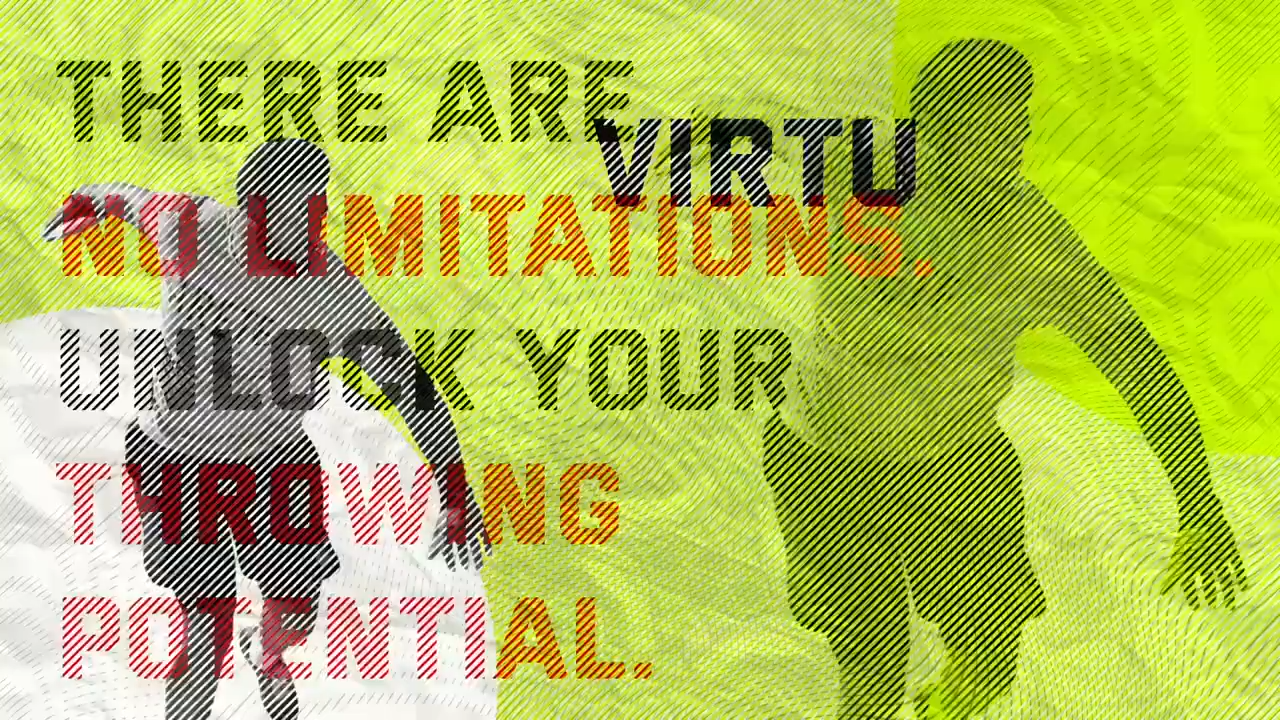 THERE ARE
VIRTU
NO LIMITATIONS.
UNLOCK YOUR
THROWING
POTENTIAL.